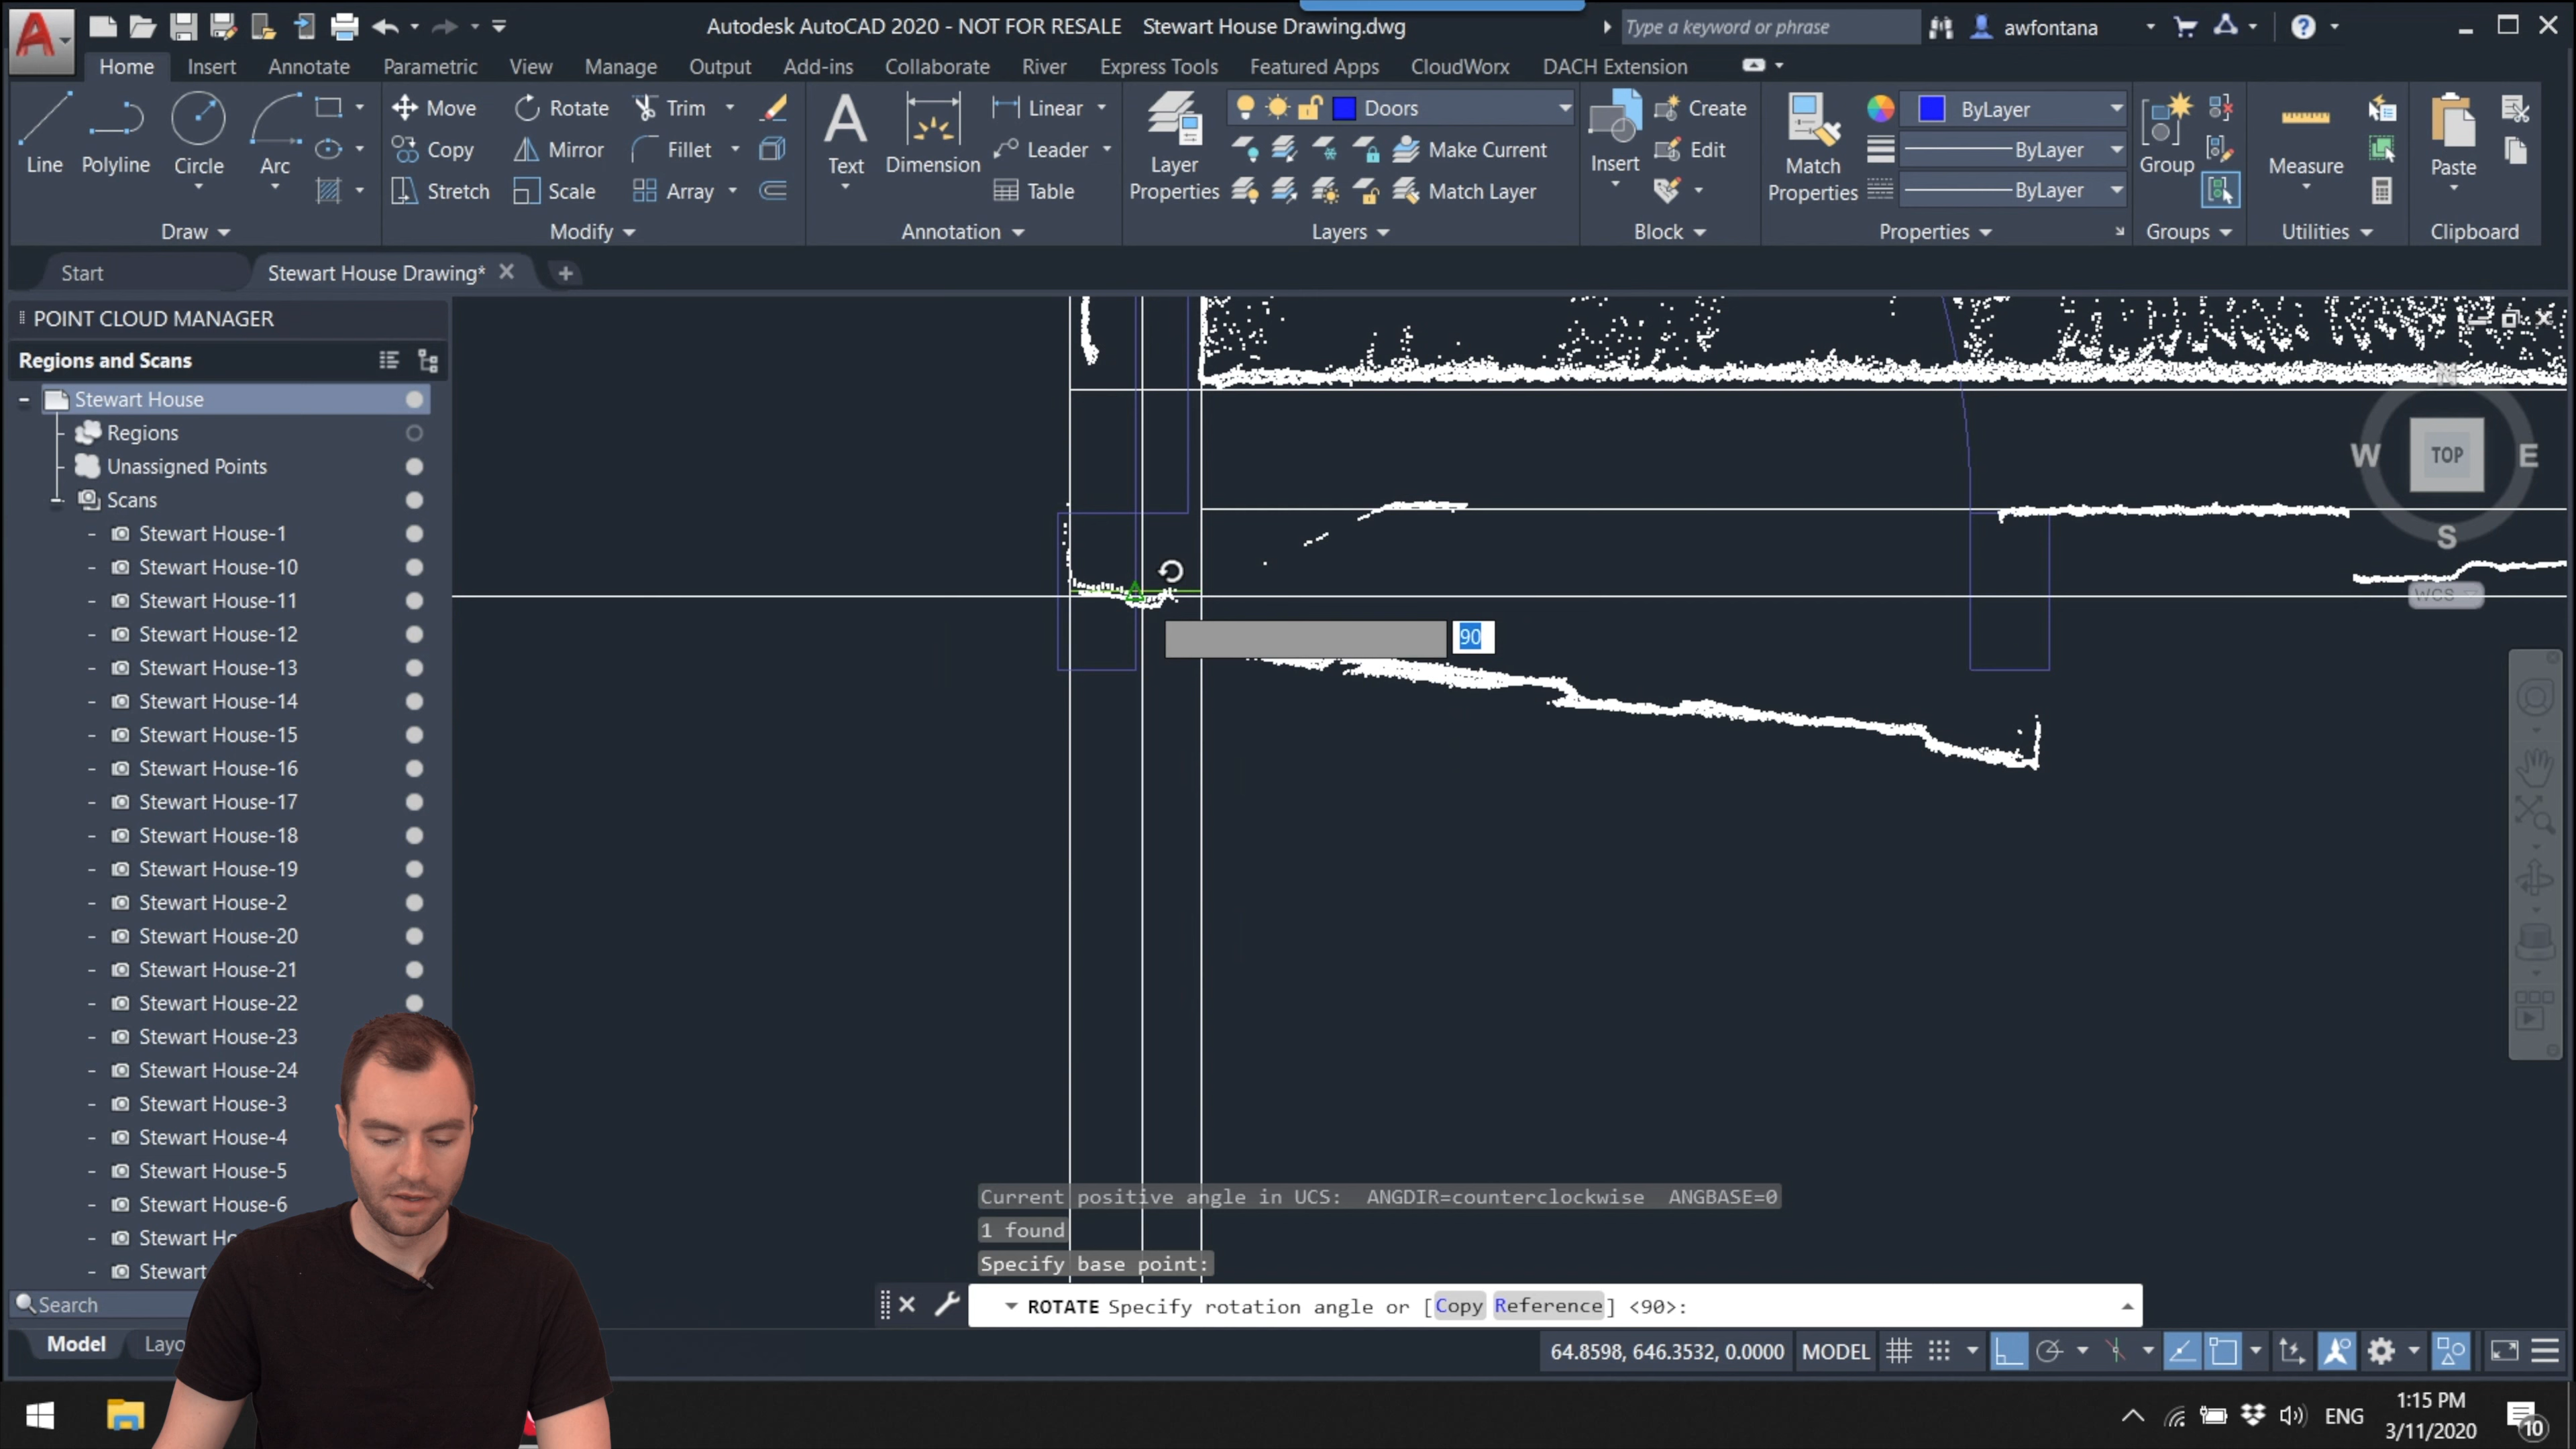 Autodesk AutoCAD 2020 - NOT FOR RESALE Stewart House Drawing.dwg
Type a keyword or phrase
awfontana
Home Insert Annotate Parametric View Manage Output Add-ins Collaborate River Express Tools Featured Apps CloudWorx DACH Extension
Line
Polyline
Circle
Arc
Draw
Move
Rotate
Trim
Copy
Mirror
Fillet
Stretch
Scale
Array
Modify
Text
Dimension
Linear
Leader
Table
Annotation
Layer
Properties
Doors
Make Current
Match Layer
Layers
Insert
Create
Edit
Block
Match
Properties
ByLayer
ByLayer
ByLayer
Properties
Group
Groups
Measure
Utilities
Paste
Clipboard
Start
Stewart House Drawing*
POINT CLOUD MANAGER
Regions and Scans
Stewart House
Regions
Unassigned Points
Scans
Stewart House-1
Stewart House-10
Stewart House-11
Stewart House-12
Stewart House-13
Stewart House-14
Stewart House-15
Stewart House-16
Stewart House-17
Stewart House-18
Stewart House-19
Stewart House-2
Stewart House-20
Stewart House-21
Stewart House-22
Stewart House-23
Stewart House-24
Stewart House-3
Stewart House-4
Stewart House-5
Stewart House-6
Stewart
Stewart
Search
N
W
TOP
E
S
WCS
90
Current positive angle in UCS: ANGDIR=counterclockwise ANGBASE=0
1 found
Specify base point:
ROTATE Specify rotation angle or [Copy Reference] <90>:
Model
64.8598, 646.3532, 0.0000 MODEL
ENG
1:15 PM
3/11/2020
10